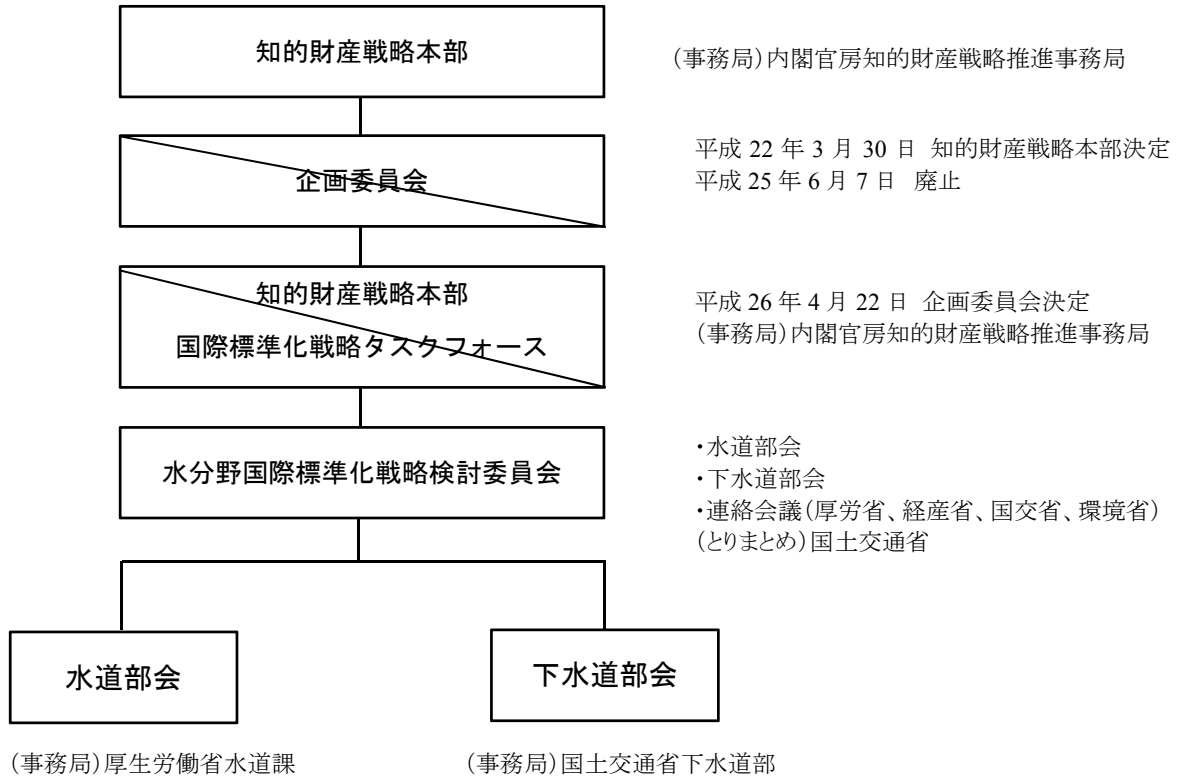 知的財産戦略本部
(事務局)内閣官房知的財産戦略推進事務局
企画委員会
平成 22 年 3 月 30 日 知的財産戦略本部決定
平成 25 年 6 月 7 日 廃止
知的財産戦略本部
国際標準化戦略タスクフォース
平成 26 年 4 月 22 日 企画委員会決定
(事務局)内閣官房知的財産戦略推進事務局
水分野国際標準化戦略検討委員会
・水道部会
・下水道部会
・連絡会議(厚労省、経産省、国交省、環境省)
(とりまとめ)国土交通省
水道部会
下水道部会
(事務局)厚生労働省水道課
(事務局)国土交通省下水道部